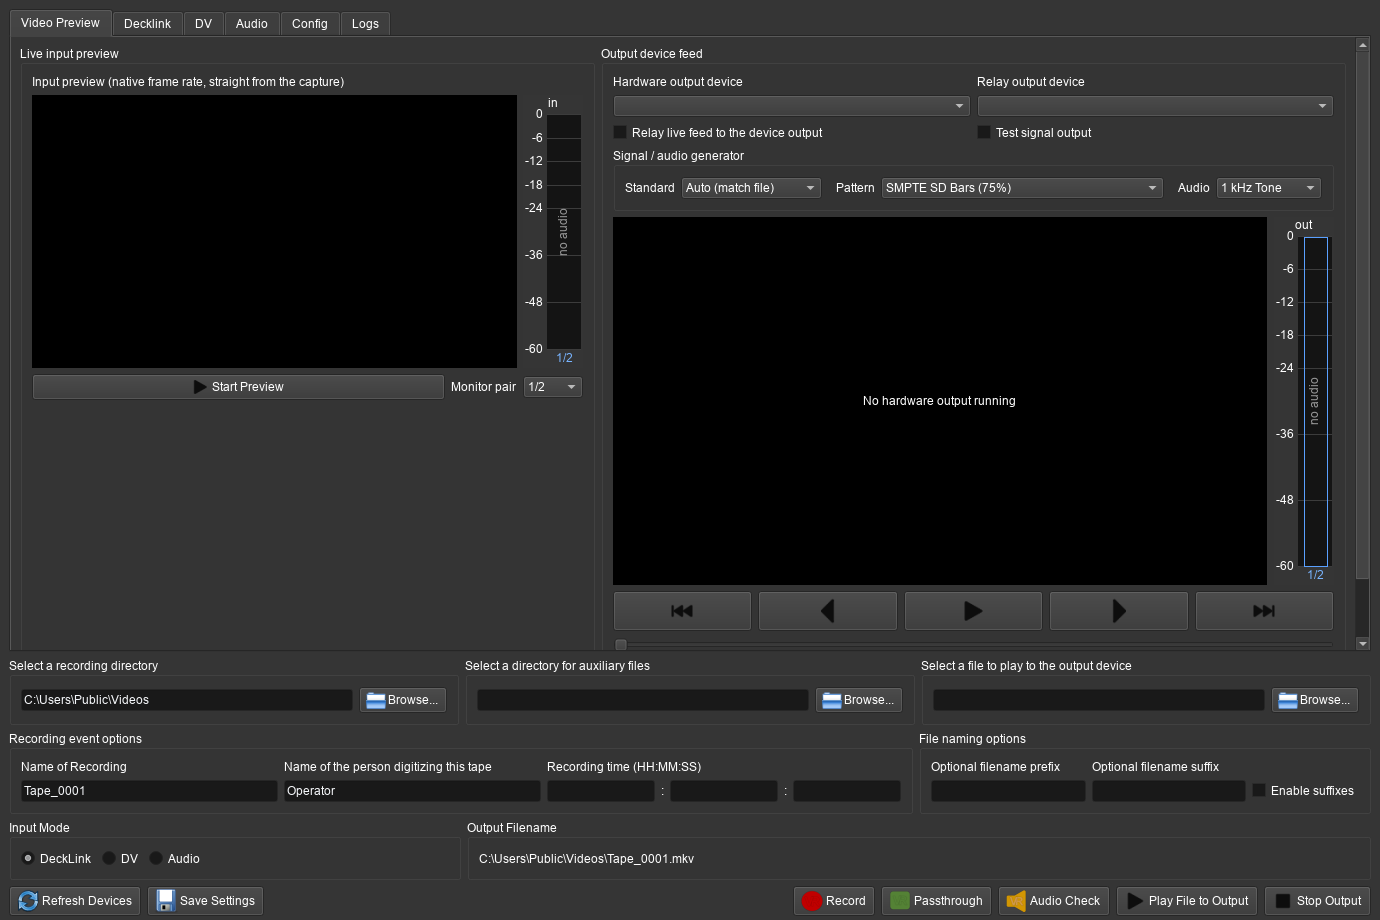 Video Preview Decklink DV Audio Config Logs
Live input preview
Input preview (native frame rate, straight from the capture)
in
0
-6
-12
-18
-24
-36
-48
-60
no audio
1/2
Start Preview Monitor pair 1/2
Output device feed
Hardware output device Relay output device
Relay live feed to the device output Test signal output
Signal / audio generator
Standard Auto (match file) Pattern SMPTE SD Bars (75%) Audio 1 kHz Tone
No hardware output running
out
0
-6
-12
-18
-24
-36
-48
-60
no audio
1/2
Select a recording directory Select a directory for auxiliary files Select a file to play to the output device
C:\Users\Public\Videos Browse... Browse... Browse...
Recording event options File naming options
Name of Recording Name of the person digitizing this tape Recording time (HH:MM:SS) Optional filename prefix Optional filename suffix
Tape_0001 Operator : : Enable suffixes
Input Mode Output Filename
DeckLink DV Audio C:\Users\Public\Videos\Tape_0001.mkv
Refresh Devices Save Settings Record Passthrough Audio Check Play File to Output Stop Output